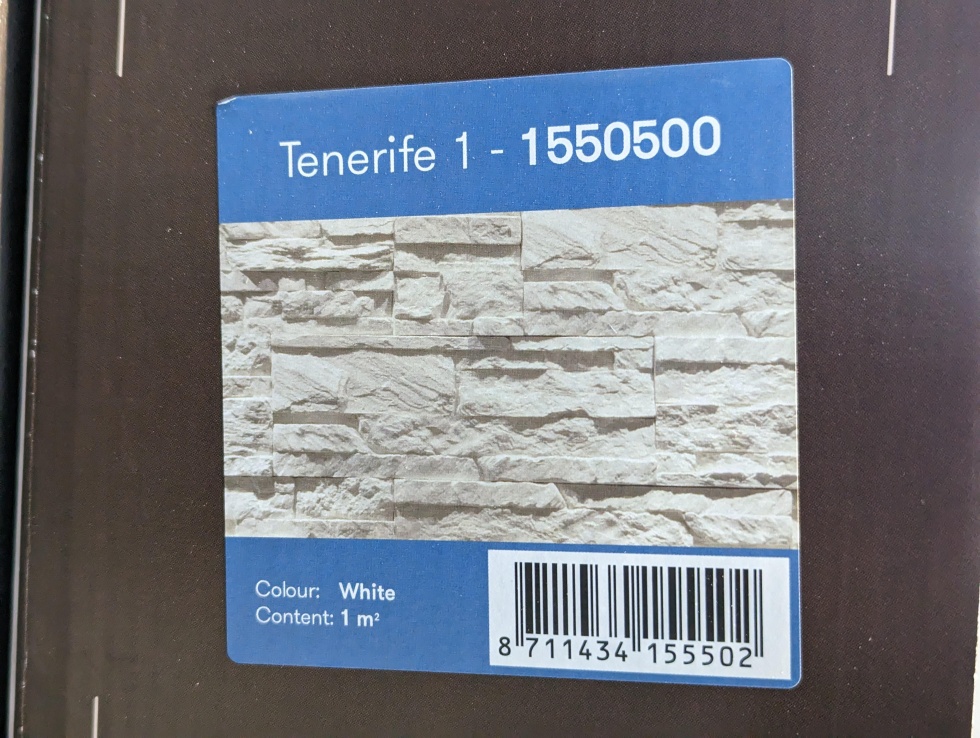 Tenerife 1 - 1550500
Colour: White
Content: 1 m²
8 711434 155502